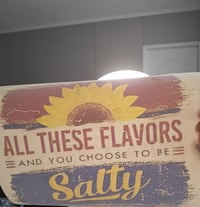 ALL THESE FLAVORS
AND YOU CHOOSE TO BE
Salty